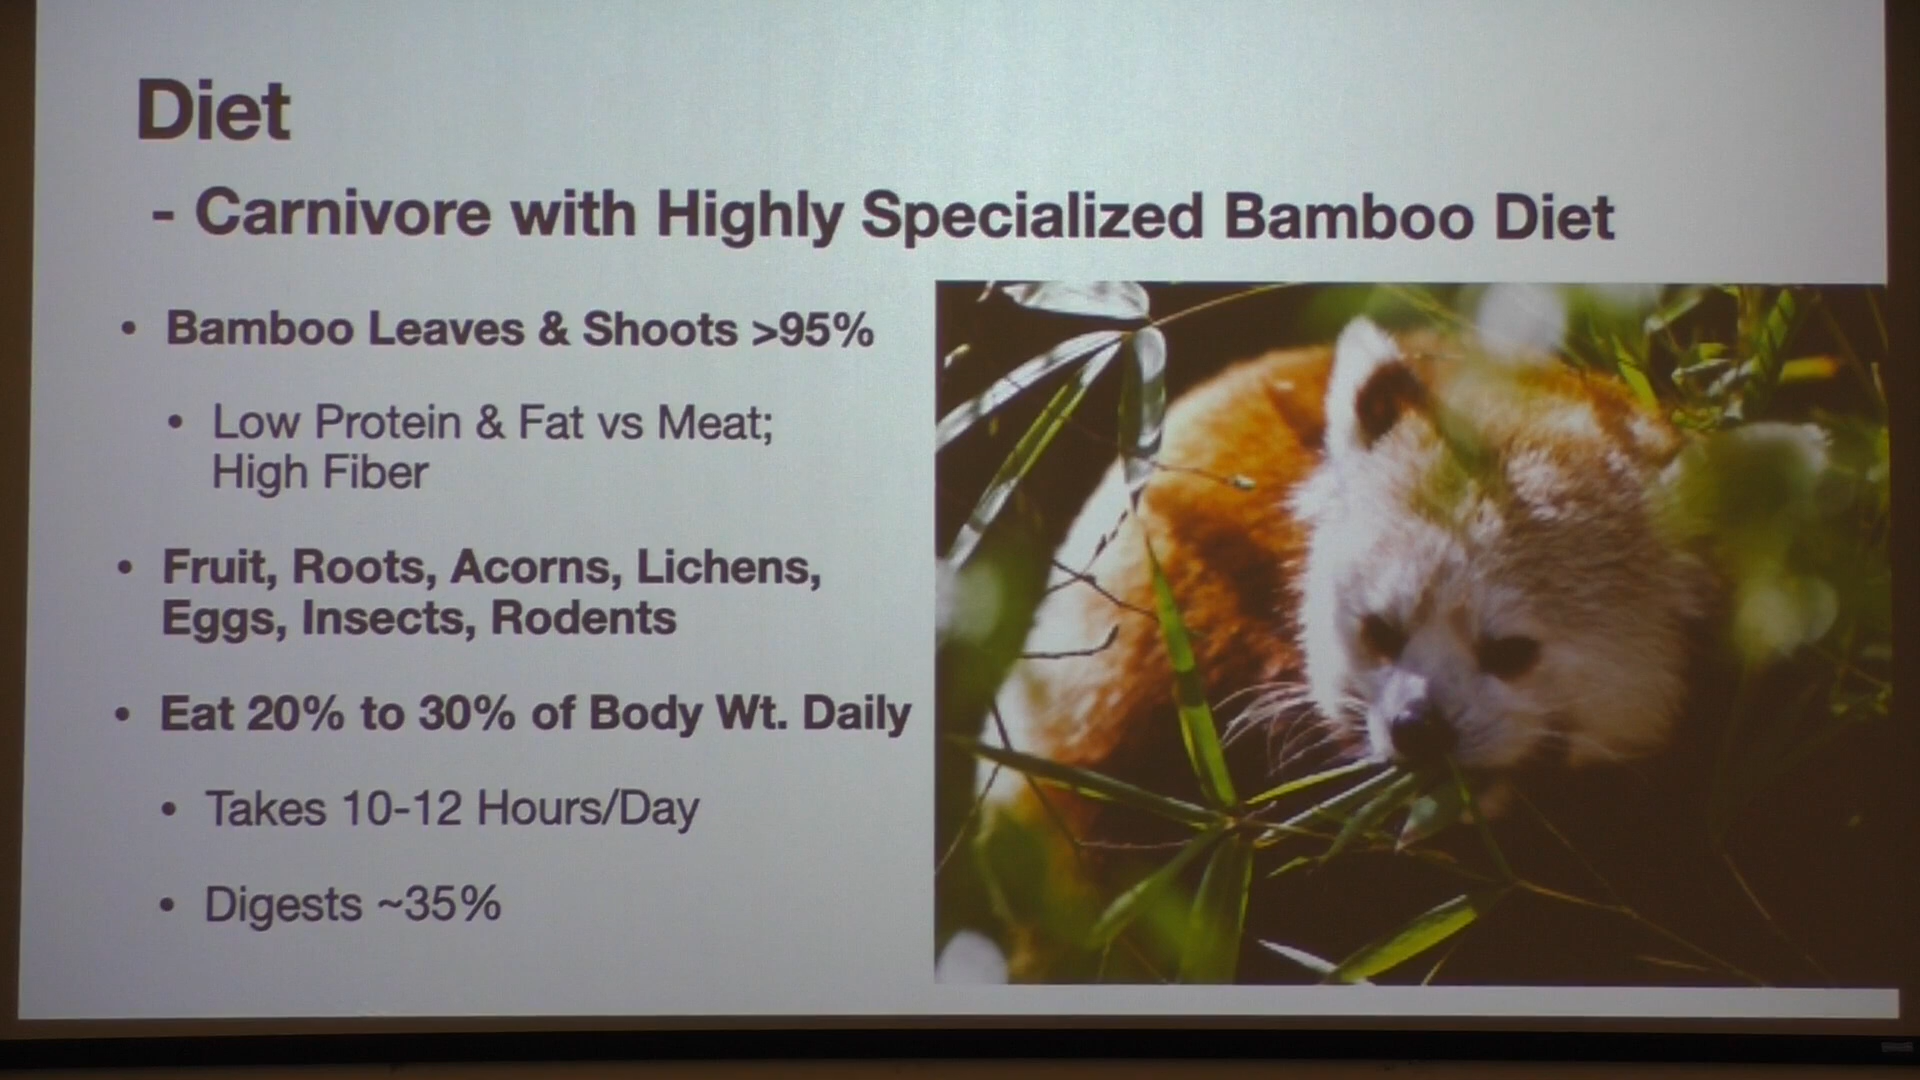 Diet
- Carnivore with Highly Specialized Bamboo Diet
• Bamboo Leaves & Shoots >95%
• Low Protein & Fat vs Meat;
High Fiber
• Fruit, Roots, Acorns, Lichens,
Eggs, Insects, Rodents
• Eat 20% to 30% of Body Wt. Daily
• Takes 10-12 Hours/Day
• Digests ~35%